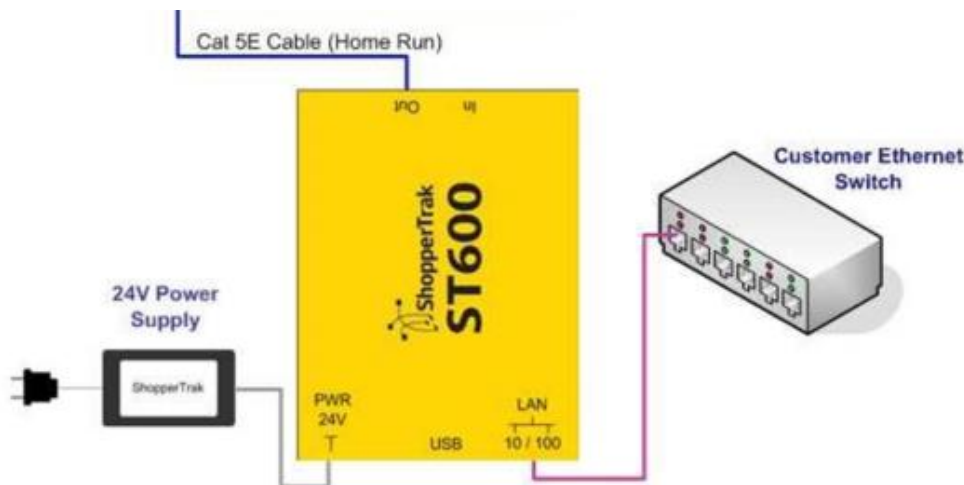 Cat 5E Cable (Home Run)
Out
In
Customer Ethernet
Switch
ShopperTrak
ST600
24V Power
Supply
ShopperTrak
PWR
24V
LAN
USB
10 / 100